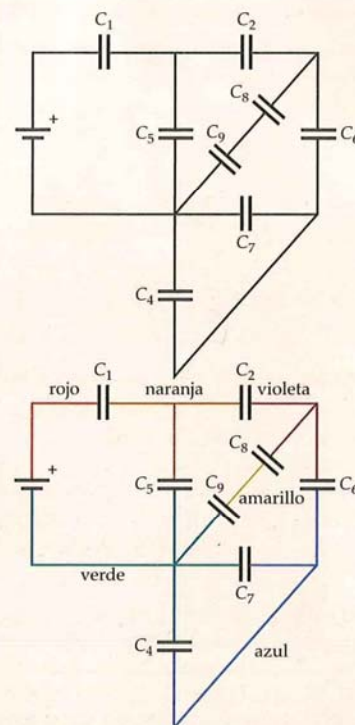 C1 C2
C8
+ C5 C9 C6
C7
C4
C1 C2
rojo naranja violeta
C8
+ C5 C9 C6
amarillo
verde C7
C4
azul